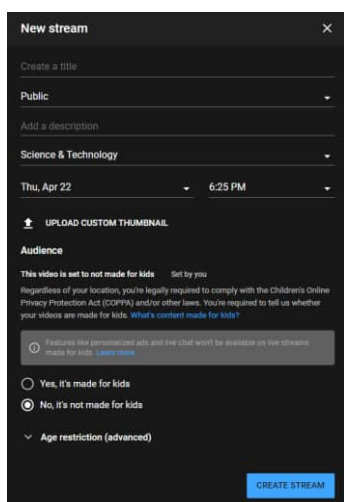 New stream
Create a title
Public
Add a description
Science & Technology
Thu, Apr 22 6:25 PM
UPLOAD CUSTOM THUMBNAIL
Audience
This video is set to not made for kids Set by you
Regardless of your location, you're legally required to comply with the Children's Online
Privacy Protection Act (COPPA) and/or other laws. You're required to tell us whether
your videos are made for kids. What's content made for kids?
Features like personalized ads and live chat won't be available on live streams
made for kids. Learn more
Yes, it's made for kids
No, it's not made for kids
Age restriction (advanced)
CREATE STREAM